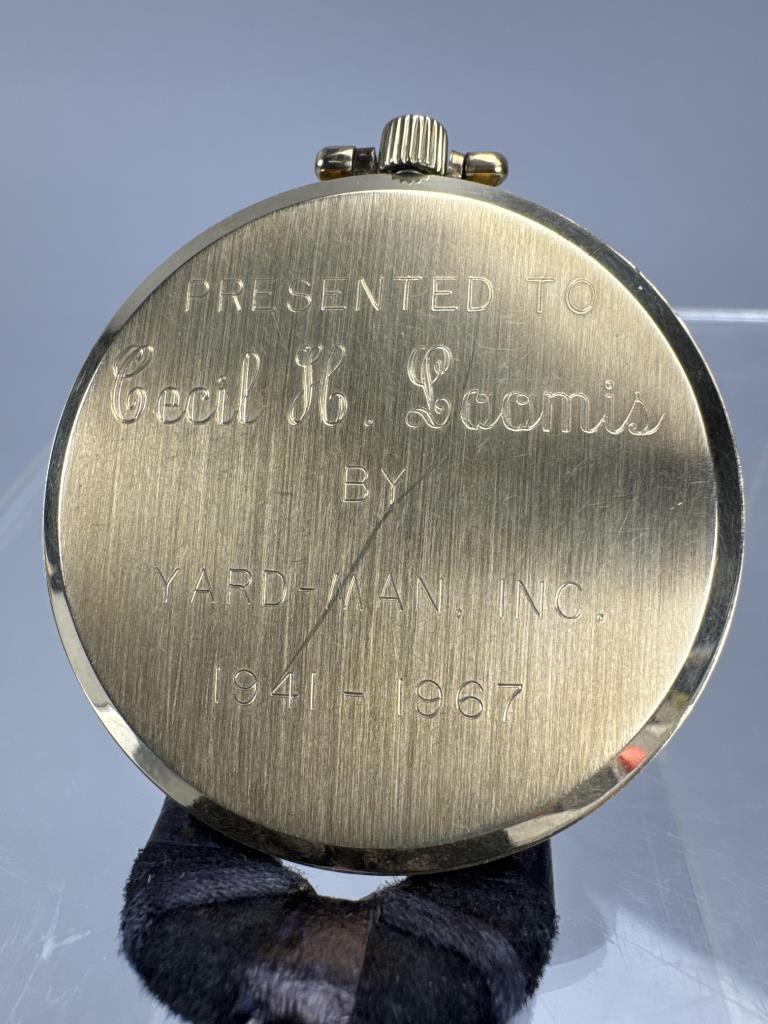 PRESENTED TO
Cecil H. Loomis
BY
YARD-MAN, INC.
1941 - 1967